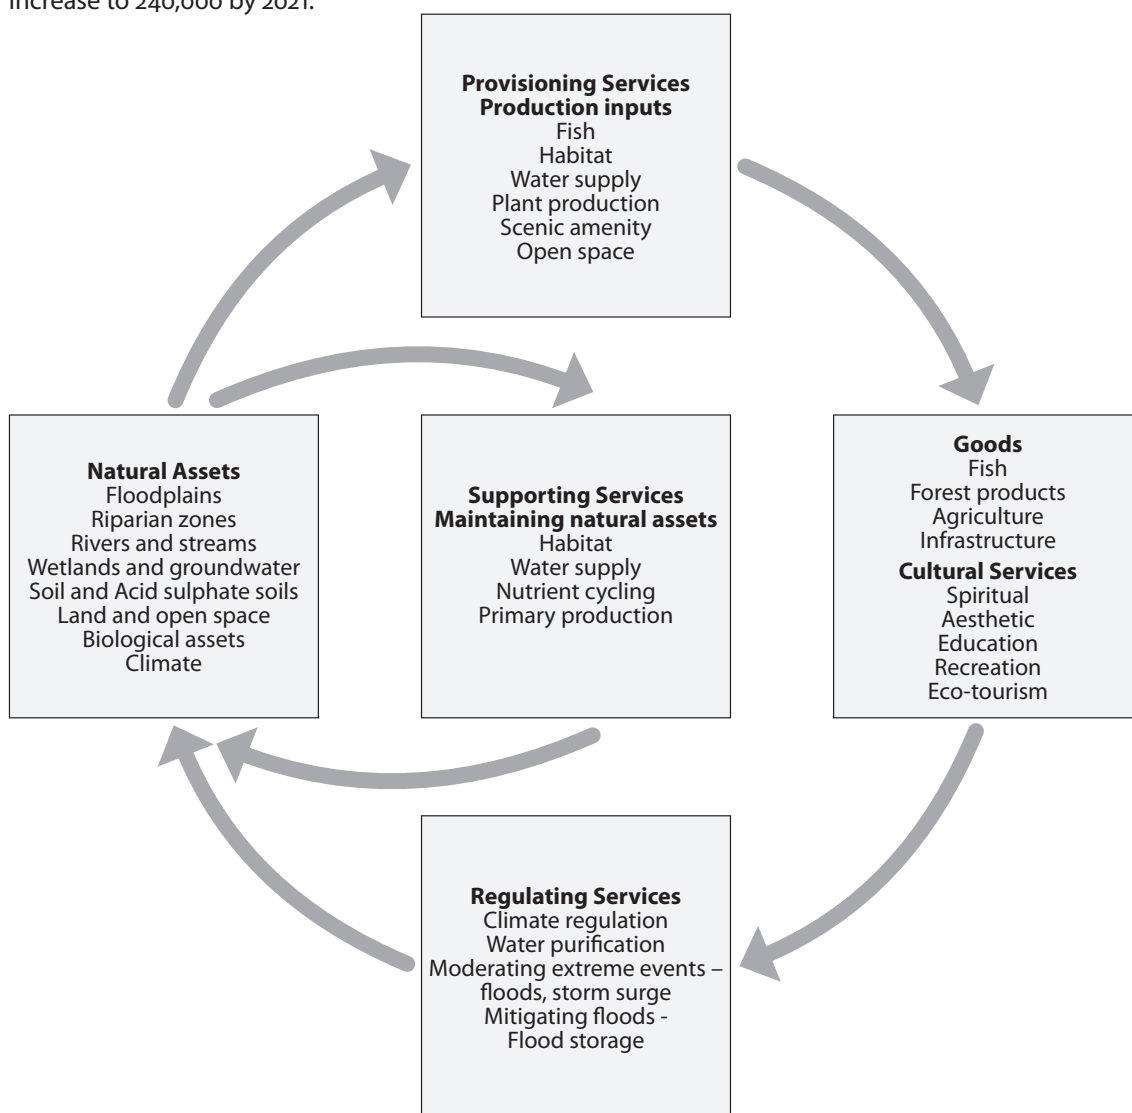 increase to 240,000 by 2021.
Provisioning Services
Production inputs
Fish
Habitat
Water supply
Plant production
Scenic amenity
Open space
Natural Assets
Floodplains
Riparian zones
Rivers and streams
Wetlands and groundwater
Soil and Acid sulphate soils
Land and open space
Biological assets
Climate
Supporting Services
Maintaining natural assets
Habitat
Water supply
Nutrient cycling
Primary production
Goods
Fish
Forest products
Agriculture
Infrastructure
Cultural Services
Spiritual
Aesthetic
Education
Recreation
Eco-tourism
Regulating Services
Climate regulation
Water purification
Moderating extreme events –
floods, storm surge
Mitigating floods -
Flood storage